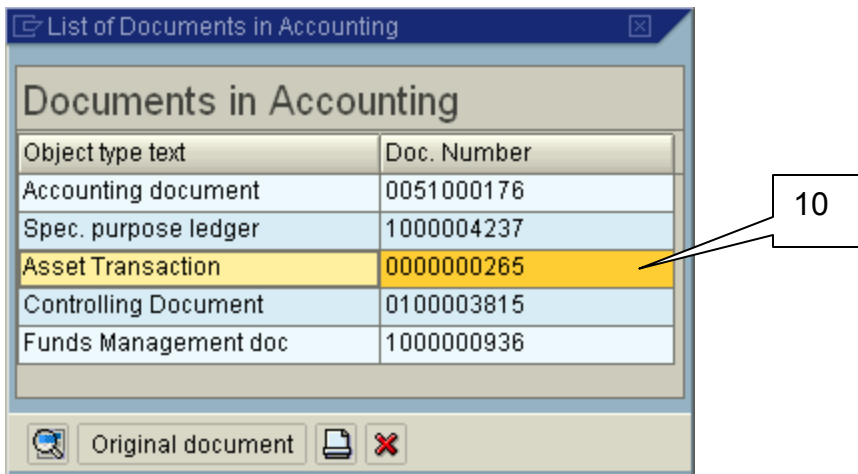 List of Documents in Accounting
Documents in Accounting
Object type text Doc. Number
Accounting document 0051000176
Spec. purpose ledger 1000004237
Asset Transaction 0000000265
Controlling Document 0100003815
Funds Management doc 1000000936
10
Original document